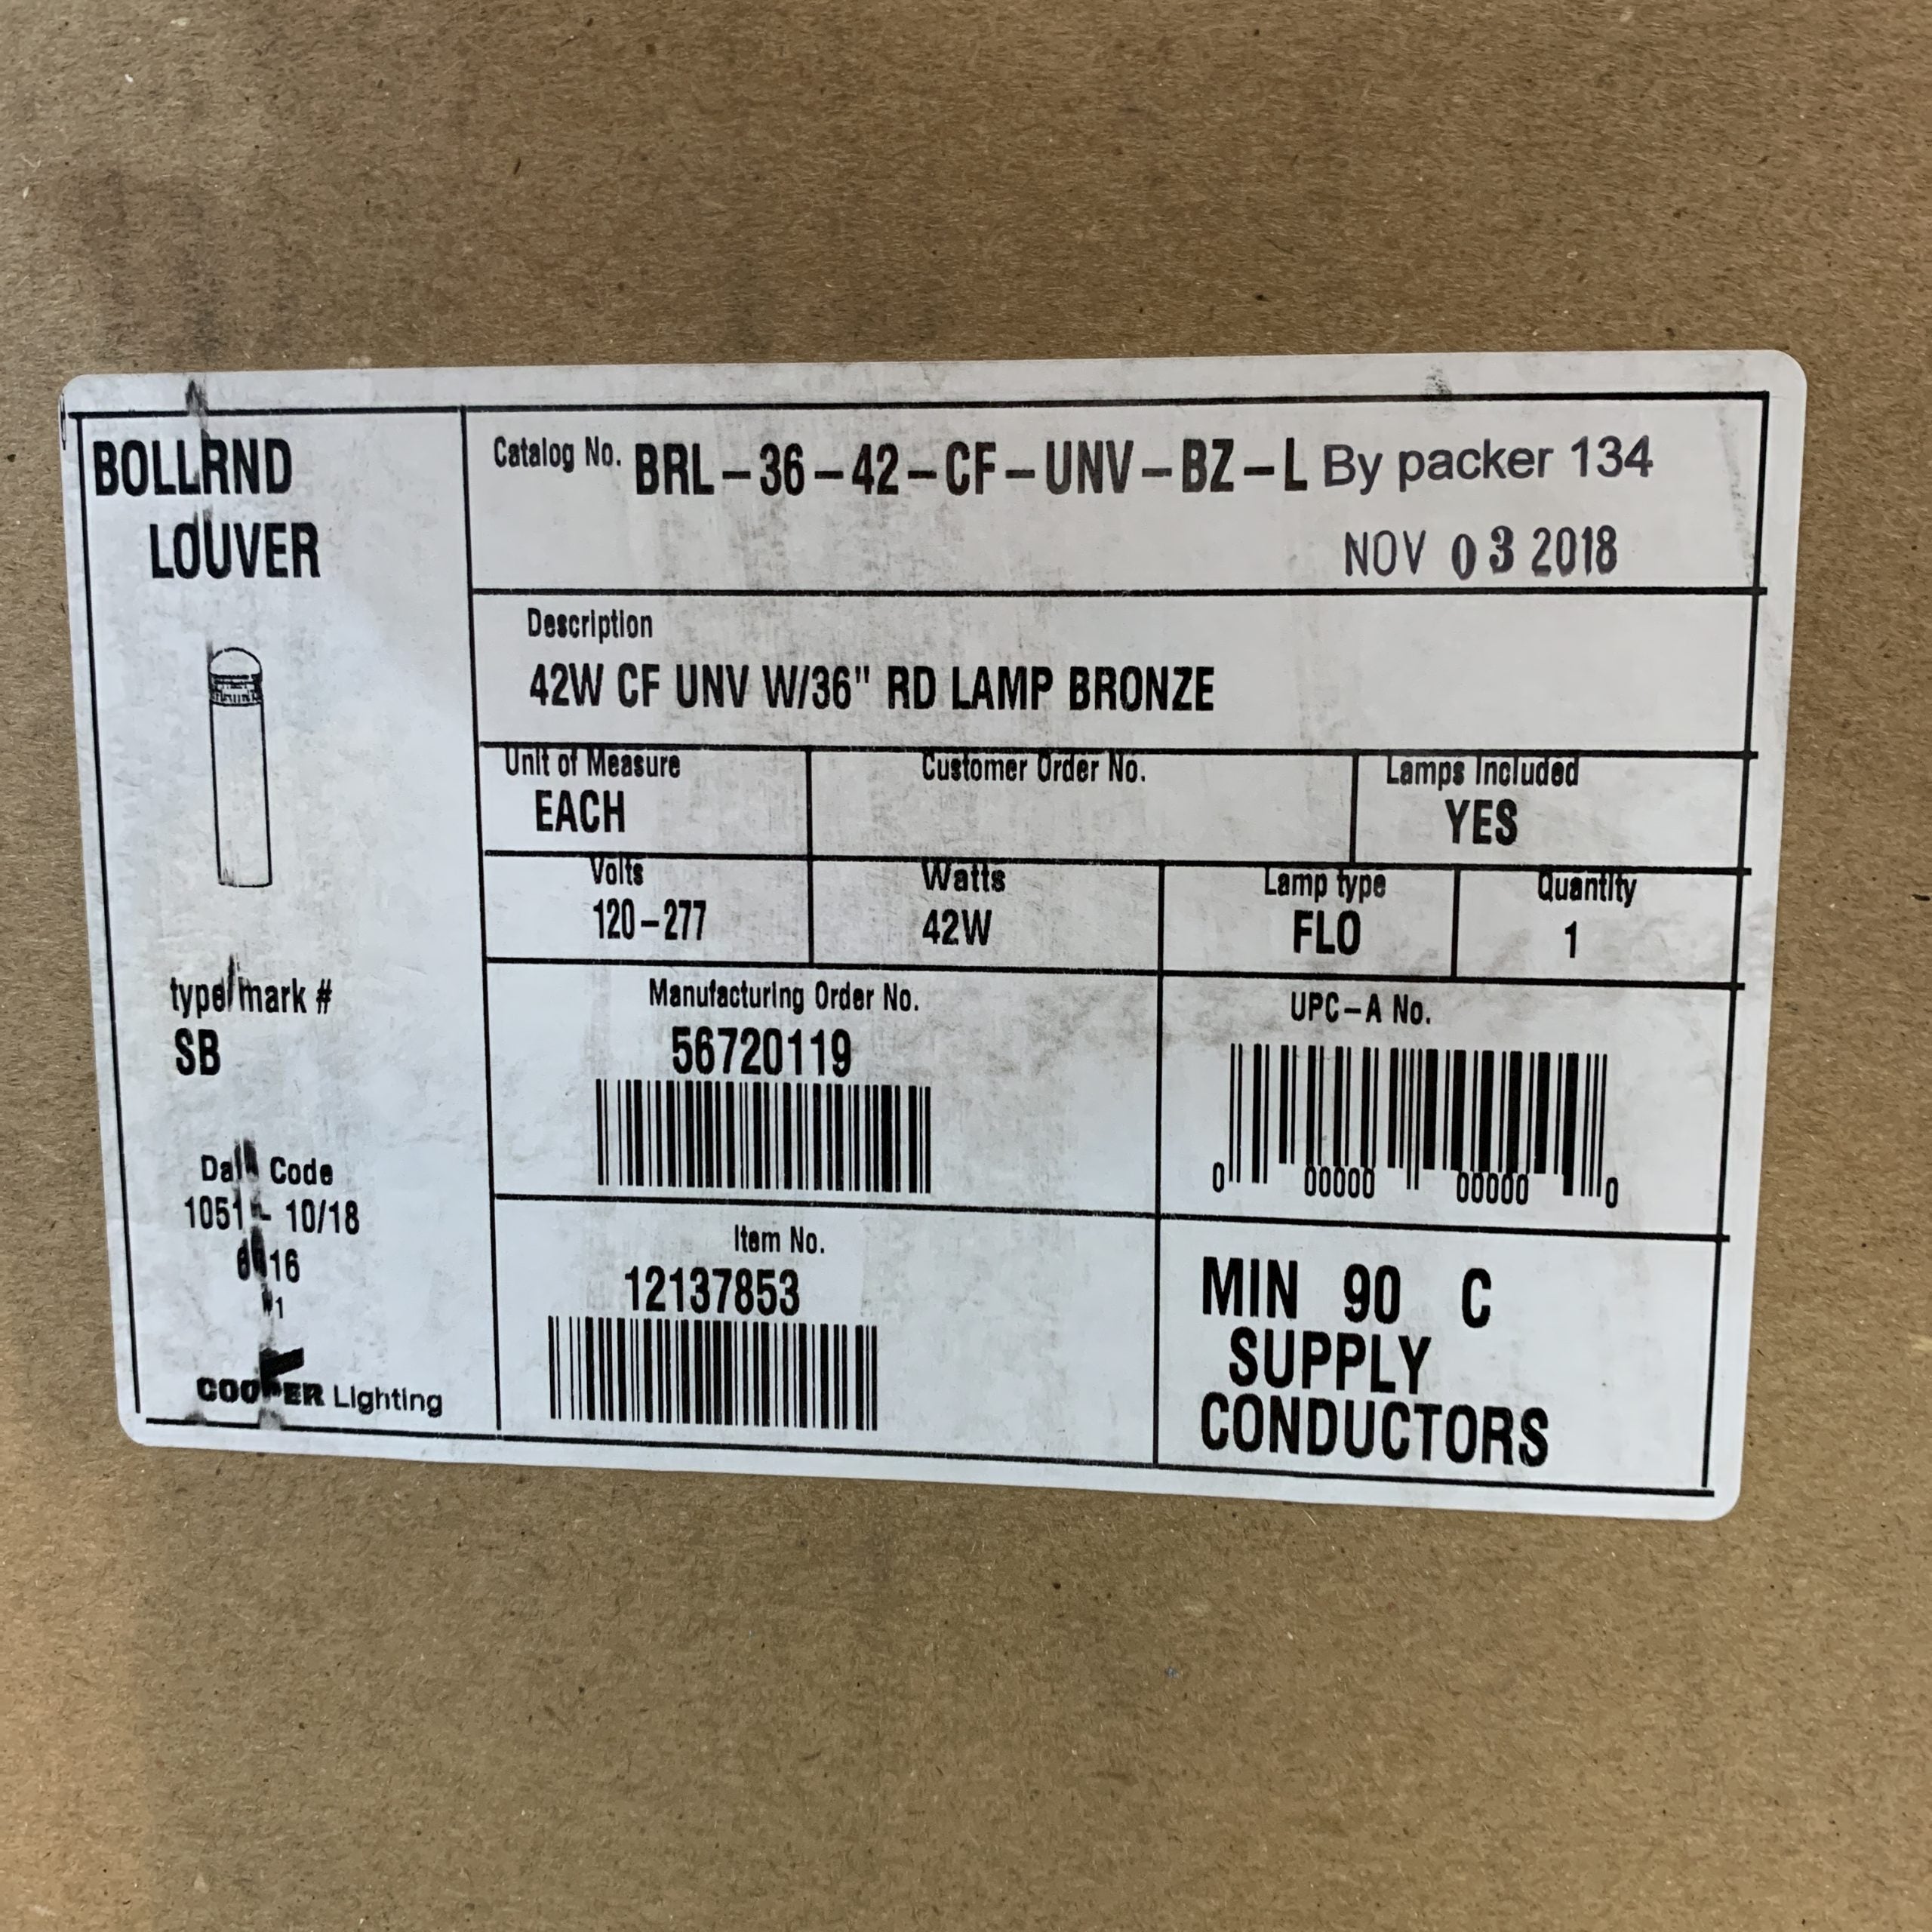 BOLLRND
LOUVER
type/mark #
SB
Code
1051 - 10/18
16
1
COOPER Lighting
Catalog No. BRL-36-42-CF-UNV-BZ-L By packer 134
NOV 03 2018
Description
42W CF UNV W/36" RD LAMP BRONZE
Unit of Measure
EACH
Customer Order No.
Lamps Included
YES
Volts
120-277
Watts
42W
Lamp type
FLO
Quantity
1
Manufacturing Order No.
56720119
UPC-A No.
0 00000 00000 0
Item No.
12137853
MIN 90 C
SUPPLY
CONDUCTORS